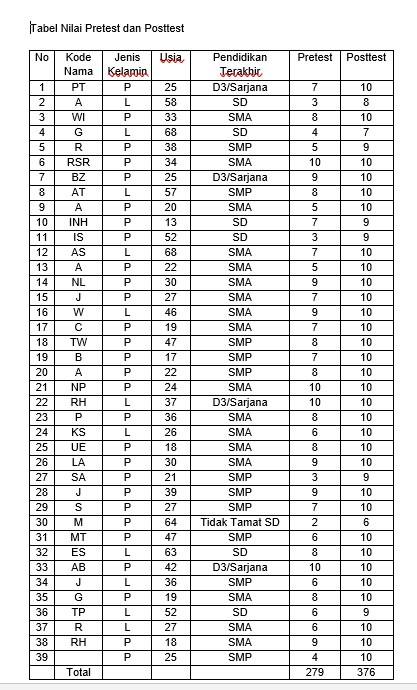 Tabel Nilai Pretest dan Posttest
No Kode Nama Jenis Kelamin Usia Pendidikan Terakhir Pretest Posttest
1 PT P 25 D3/Sarjana 7 10
2 A L 58 SD 3 8
3 WI P 33 SMA 8 10
4 G L 68 SD 4 7
5 R P 38 SMP 5 9
6 RSR P 34 SMA 10 10
7 BZ P 25 D3/Sarjana 9 10
8 AT L 57 SMP 8 10
9 A P 20 SMA 5 10
10 INH P 13 SD 7 9
11 IS P 52 SD 3 9
12 AS L 68 SMA 7 10
13 A P 22 SMA 5 10
14 NL P 30 SMA 9 10
15 J P 27 SMA 7 10
16 W L 46 SMA 9 10
17 C P 19 SMA 7 10
18 TW P 47 SMP 8 10
19 B P 17 SMP 7 10
20 A P 22 SMP 8 10
21 NP P 24 SMA 10 10
22 RH L 37 D3/Sarjana 10 10
23 P P 36 SMA 8 10
24 KS L 26 SMA 6 10
25 UE P 18 SMA 8 10
26 LA P 30 SMA 9 10
27 SA P 21 SMP 3 9
28 J P 39 SMP 9 10
29 S P 27 SMP 7 10
30 M P 64 Tidak Tamat SD 2 6
31 MT P 47 SMP 6 10
32 ES L 63 SD 8 10
33 AB P 42 D3/Sarjana 10 10
34 J L 36 SMP 6 10
35 G P 19 SMA 8 10
36 TP L 52 SD 6 9
37 R L 27 SMA 6 10
38 RH P 18 SMA 9 10
39 P 25 SMP 4 10
Total 279 376